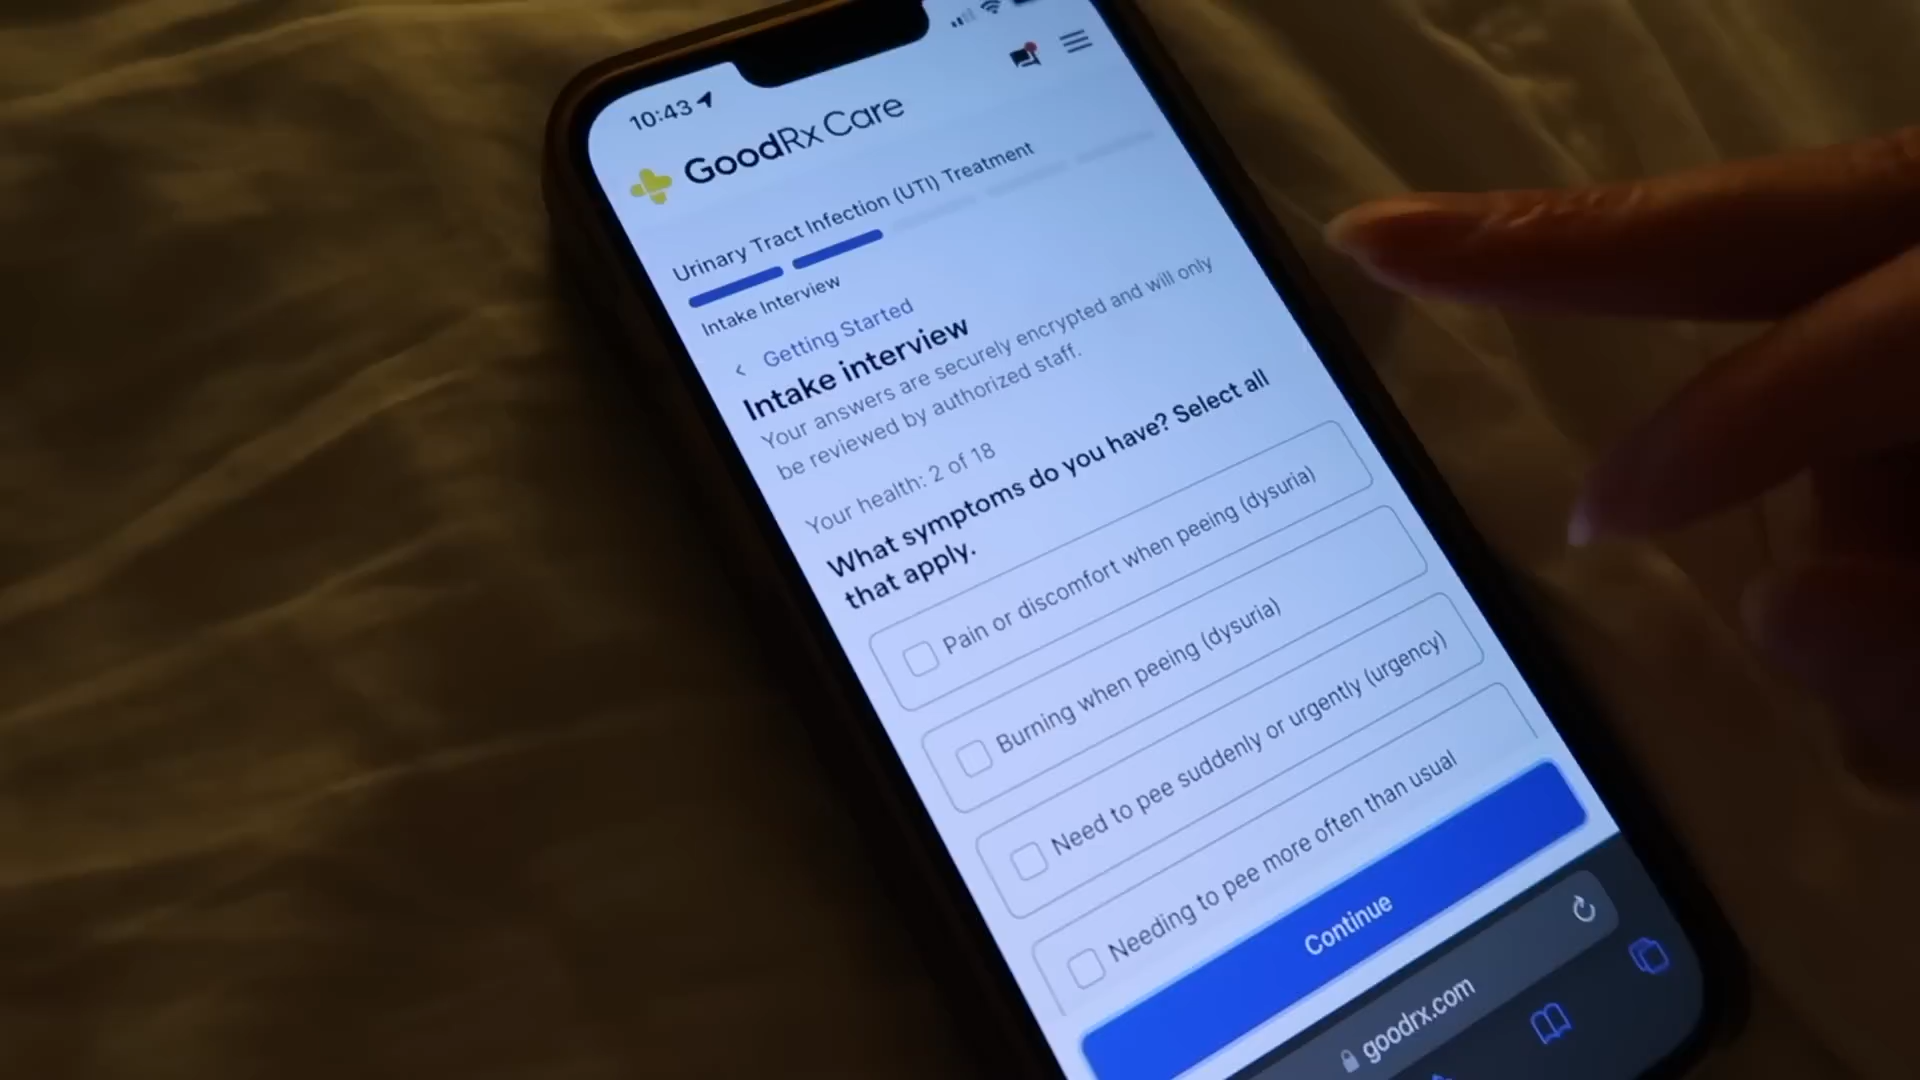 10:43
GoodRx Care
Urinary Tract Infection (UTI) Treatment
Intake Interview
Getting Started
Intake interview
Your answers are securely encrypted and will only
be reviewed by authorized staff.
Your health: 2 of 18
What symptoms do you have? Select all
that apply.
Pain or discomfort when peeing (dysuria)
Burning when peeing (dysuria)
Need to pee suddenly or urgently (urgency)
Needing to pee more often than usual
Continue
goodrx.com